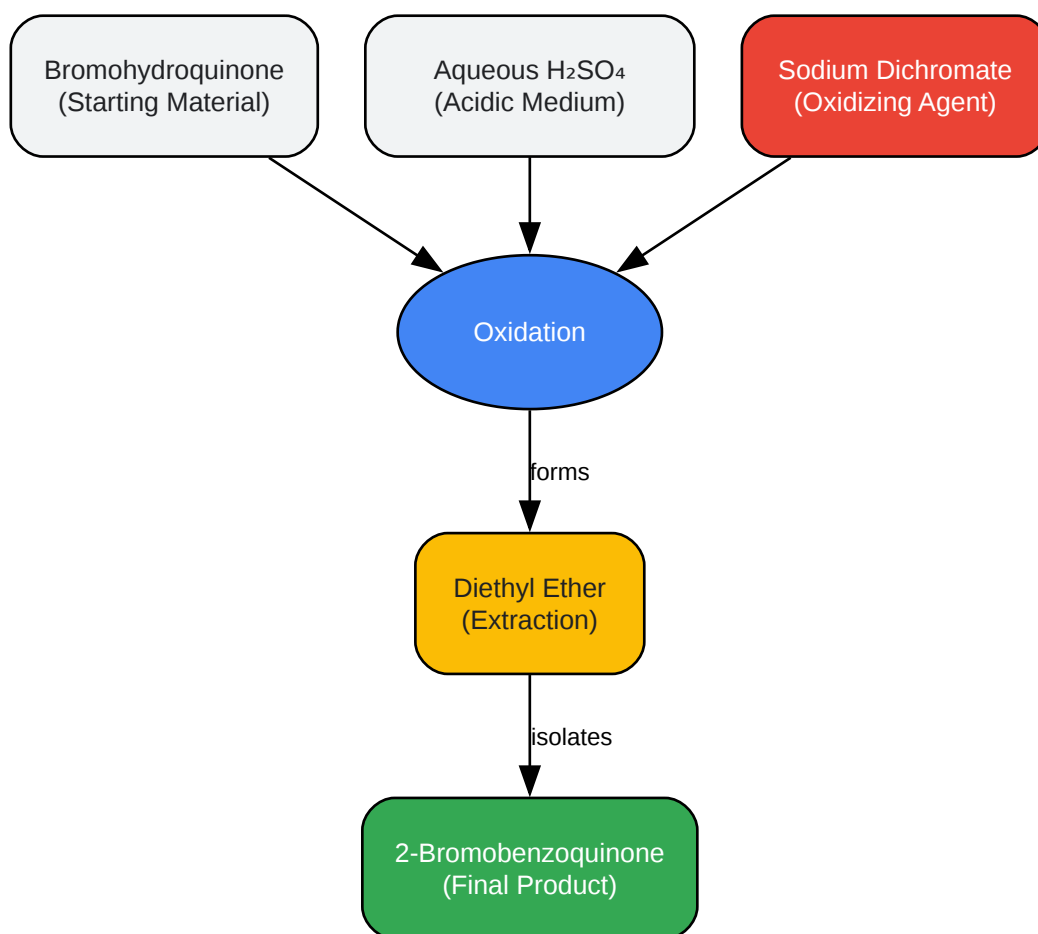 Bromohydroquinone
(Starting Material)
Aqueous H₂SO₄
(Acidic Medium)
Sodium Dichromate
(Oxidizing Agent)
Oxidation
forms
Diethyl Ether
(Extraction)
isolates
2-Bromobenzoquinone
(Final Product)